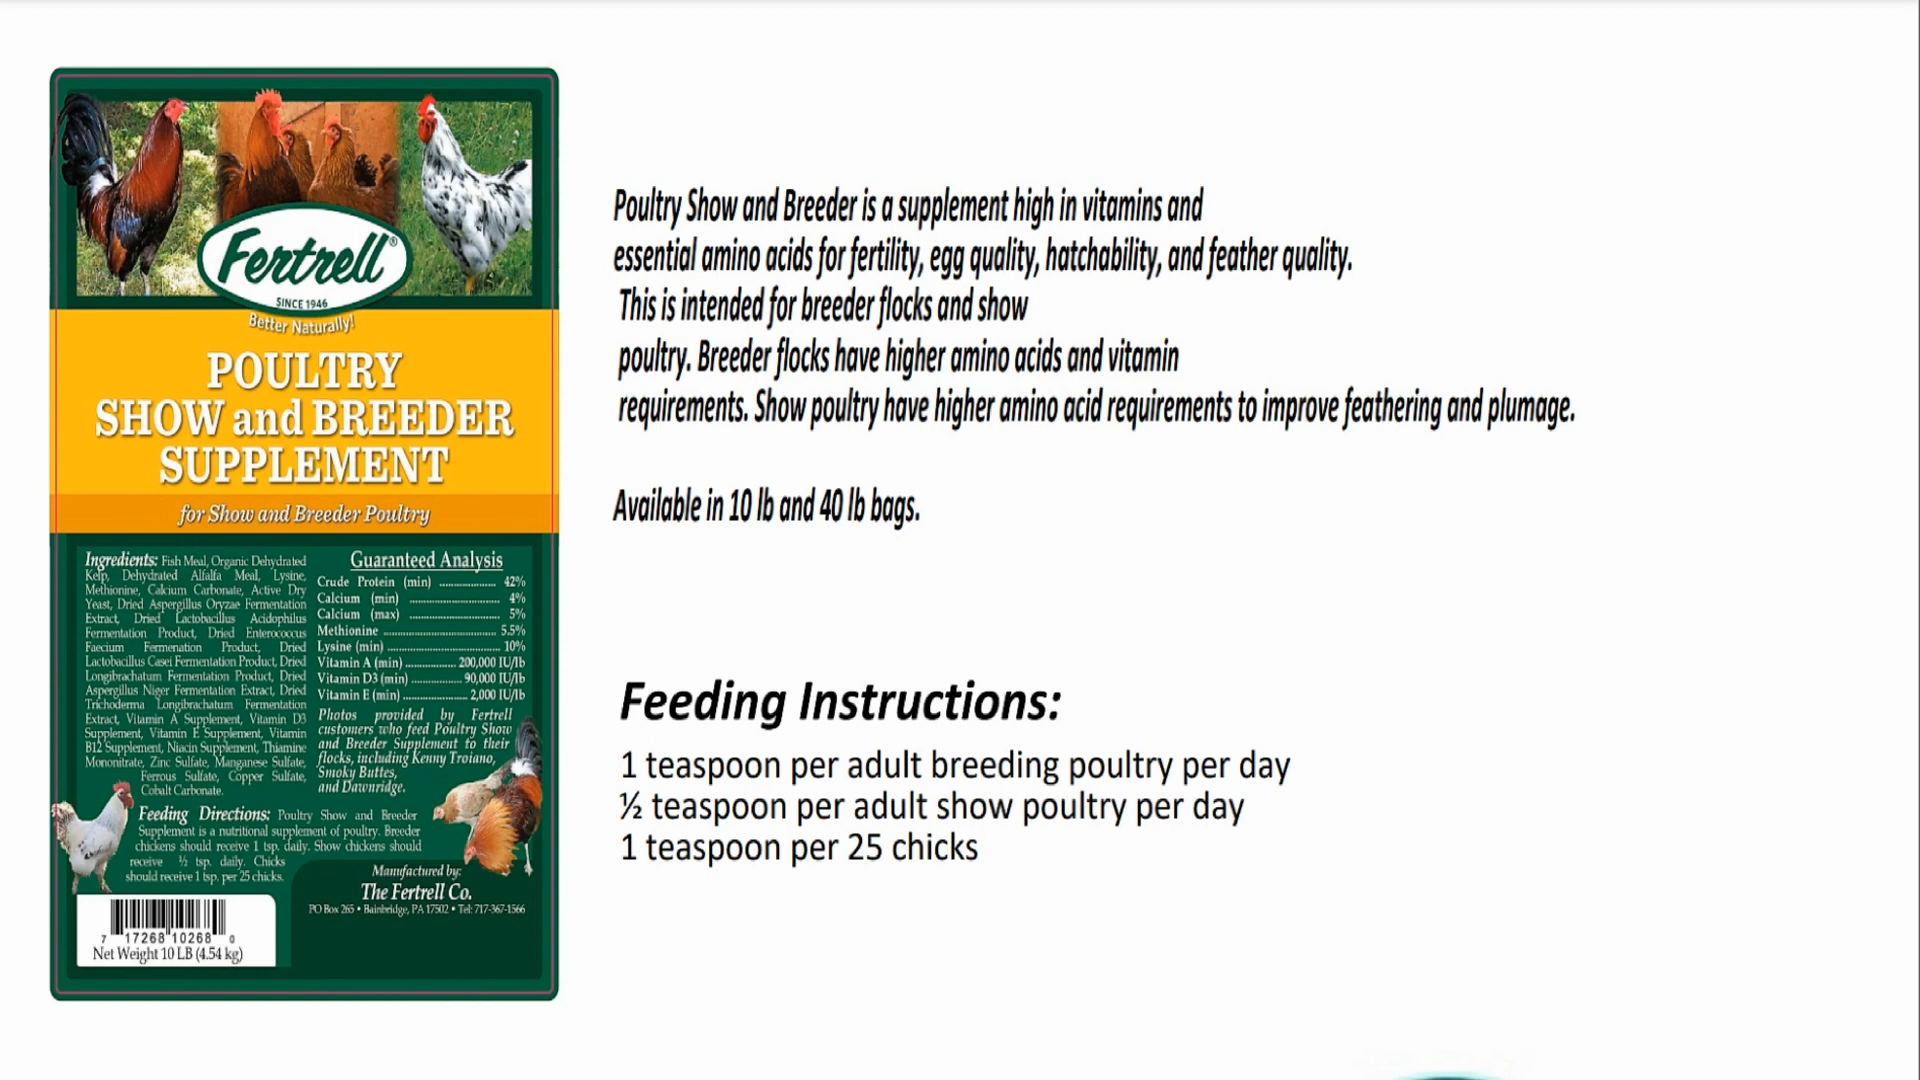 Fertrell®
SINCE 1946
Better Naturally!
POULTRY
SHOW and BREEDER
SUPPLEMENT
for Show and Breeder Poultry
Ingredients: Fish Meal, Organic Dehydrated
Kelp, Dehydrated Alfalfa Meal, Lysine,
Methionine, Calcium Carbonate, Active Dry
Yeast, Dried Aspergillus Oryzae Fermentation
Extract, Dried Lactobacillus Acidophilus
Fermentation Product, Dried Enterococcus
Faecium Fermenation Product, Dried
Lactobacillus Casei Fermentation Product, Dried
Longibrachatum Fermentation Product, Dried
Aspergillus Niger Fermentation Extract, Dried
Trichoderma Longibrachatum Fermentation
Extract, Vitamin A Supplement, Vitamin D3
Supplement, Vitamin E Supplement, Vitamin
B12 Supplement, Niacin Supplement, Thiamine
Mononitrate, Zinc Sulfate, Manganese Sulfate,
Ferrous Sulfate, Copper Sulfate,
Cobalt Carbonate.
Guaranteed Analysis
Crude Protein (min) .................. 42%
Calcium (min) ............................ 4%
Calcium (max) ............................ 5%
Methionine .................................. 5.5%
Lysine (min) ................................. 10%
Vitamin A (min) ............... 200,000 IU/lb
Vitamin D3 (min) ............... 90,000 IU/lb
Vitamin E (min) ................... 2,000 IU/lb
Photos provided by Fertrell
customers who feed Poultry Show
and Breeder Supplement to their
flocks, including Kenny Troiano,
Smoky Buttes,
and Dawnridge.
Feeding Directions: Poultry Show and Breeder
Supplement is a nutritional supplement of poultry. Breeder
chickens should receive 1 tsp. daily. Show chickens should
receive ½ tsp. daily. Chicks
should receive 1 tsp. per 25 chicks.
Manufactured by:
The Fertrell Co.
PO Box 265 • Bainbridge, PA 17502 • Tel: 717-367-1566
7 17268 10268 0
Net Weight 10 LB (4.54 kg)
Poultry Show and Breeder is a supplement high in vitamins and
essential amino acids for fertility, egg quality, hatchability, and feather quality.
This is intended for breeder flocks and show
poultry. Breeder flocks have higher amino acids and vitamin
requirements. Show poultry have higher amino acid requirements to improve feathering and plumage.
Available in 10 lb and 40 lb bags.
Feeding Instructions:
1 teaspoon per adult breeding poultry per day
½ teaspoon per adult show poultry per day
1 teaspoon per 25 chicks